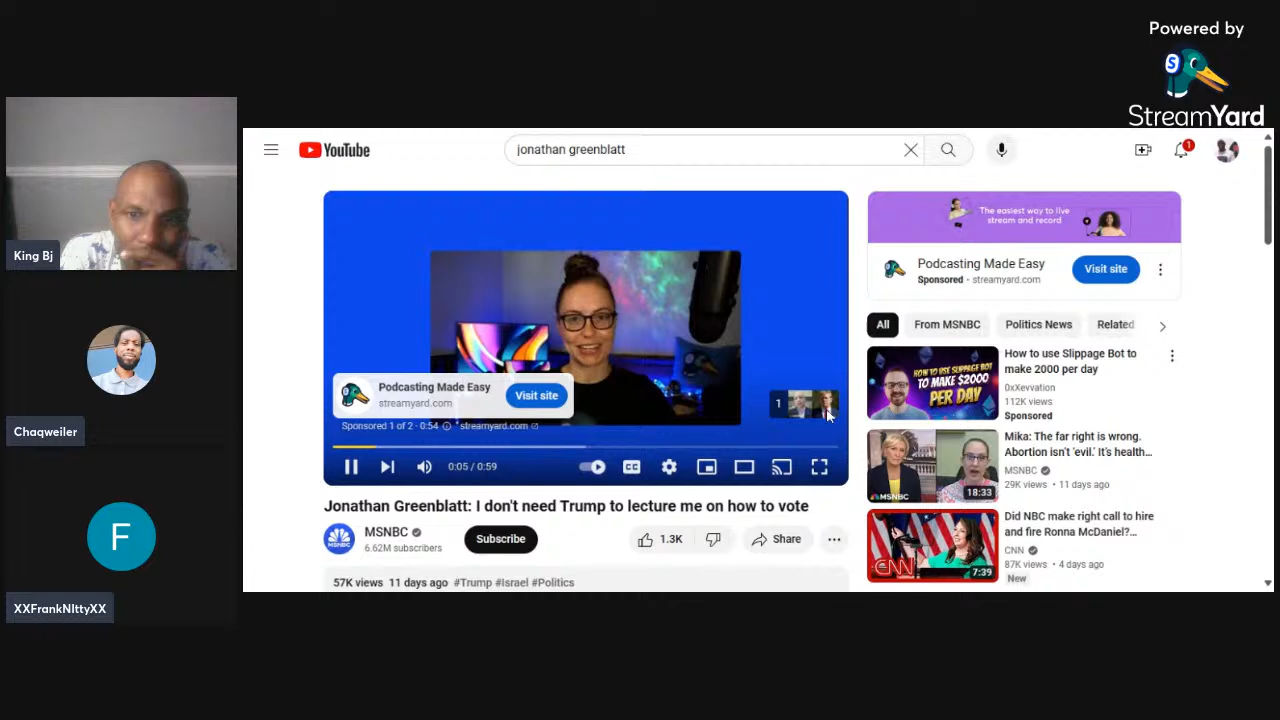 Powered by
S
StreamYard
King Bj
Chaqweiler
F
XXFrankNIttyXX
YouTube
jonathan greenblatt
1
Podcasting Made Easy
streamyard.com
Visit site
1
Sponsored 1 of 2 · 0:54 streamyard.com
CC
0:05 / 0:59
Jonathan Greenblatt: I don't need Trump to lecture me on how to vote
MSNBC
MSNBC
6.62M subscribers
Subscribe
1.3K
Share
57K views 11 days ago #Trump #Israel #Politics
The easiest way to live
stream and record
Podcasting Made Easy
Sponsored · streamyard.com
Visit site
All
From MSNBC
Politics News
Related
HOW TO USE SLIPPAGE BOT
TO MAKE $2000
PER DAY
How to use Slippage Bot to
make 2000 per day
0xXevvation
112K views
Sponsored
MSNBC
18:33
Mika: The far right is wrong.
Abortion isn't 'evil.' It's health...
MSNBC
29K views • 11 days ago
CNN
7:39
Did NBC make right call to hire
and fire Ronna McDaniel?...
CNN
87K views • 4 days ago
New